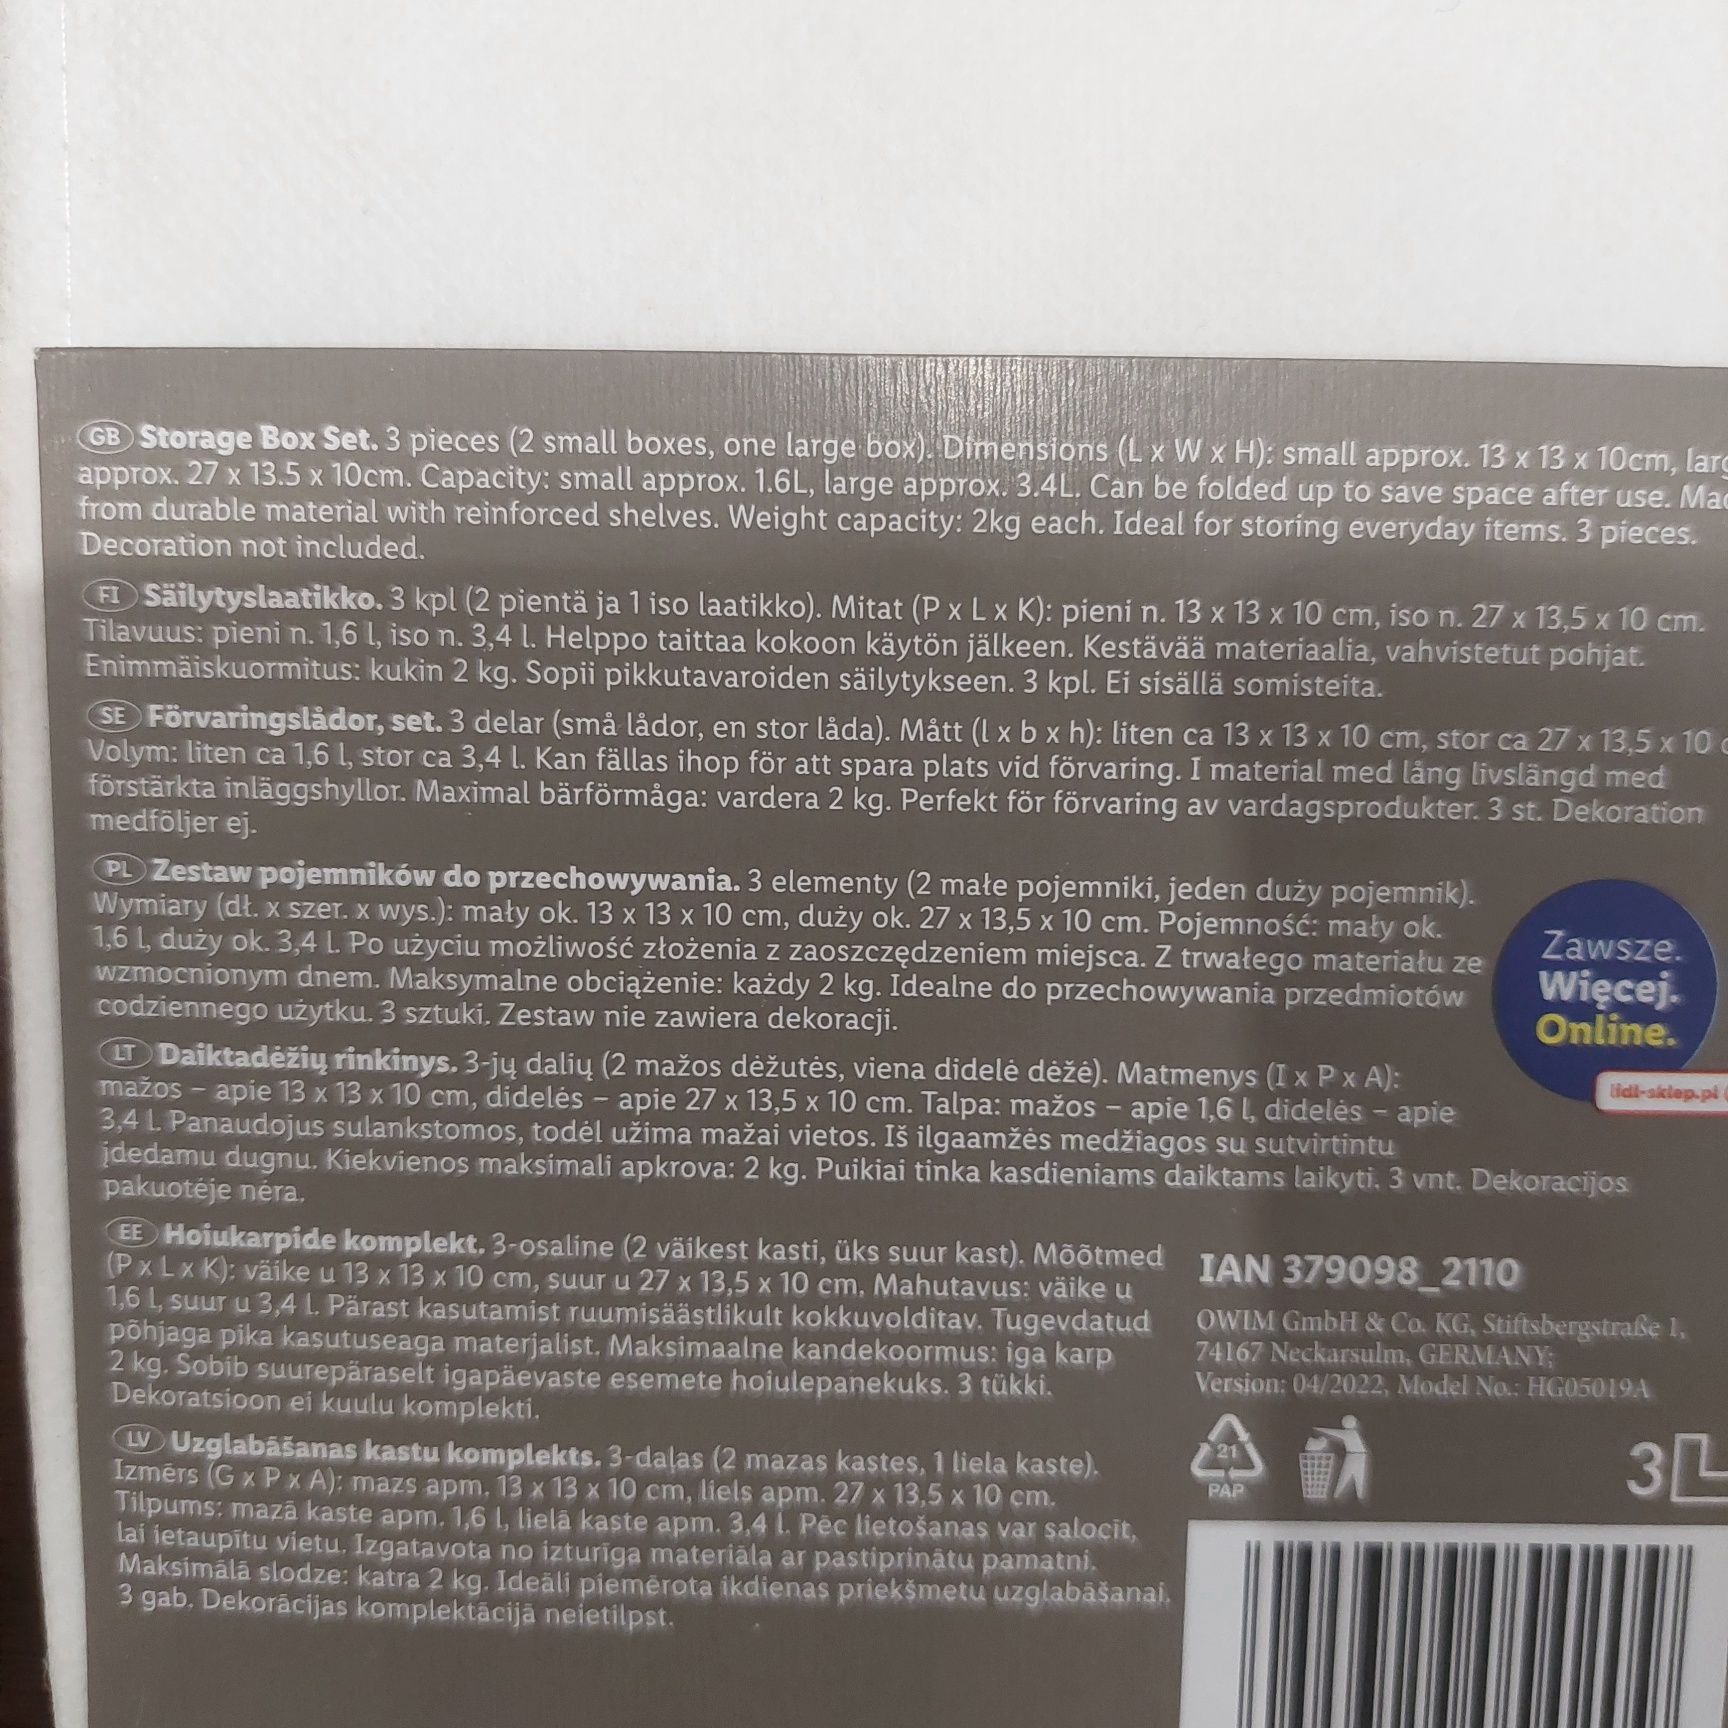 GB Storage Box Set. 3 pieces (2 small boxes, one large box). Dimensions (L x W x H): small approx. 13 x 13 x 10cm,
approx. 27 x 13.5 x 10cm. Capacity: small approx. 1.6L, large approx. 3.4L. Can be folded up to save space after use.
from durable material with reinforced shelves. Weight capacity: 2kg each. Ideal for storing everyday items. 3 pieces.
Decoration not included.
FI Säilytyslaatikko. 3 kpl (2 pientä ja 1 iso laatikko). Mitat (P x L x K): pieni n. 13 x 13 x 10 cm, iso n. 27 x 13,5 x 10 cm.
Tilavuus: pieni n. 1,6 l, iso n. 3,4 l. Helppo taittaa kokoon käytön jälkeen. Kestävää materiaalia, vahvistetut pohjat.
Enimmäiskuormitus: kukin 2 kg. Sopii pikkutavaroiden säilytykseen. 3 kpl. Ei sisällä somisteita.
SE Förvaringslådor, set. 3 delar (små lådor, en stor låda). Mått (l x b x h): liten ca 13 x 13 x 10 cm, stor ca 27 x 13,5 x 10
Volym: liten ca 1,6 l, stor ca 3,4 l. Kan fällas ihop för att spara plats vid förvaring. I material med lång livslängd med
förstärkta inläggshyllor. Maximal bärförmåga: vardera 2 kg. Perfekt för förvaring av vardagsprodukter. 3 st. Dekoration
medföljer ej.
PL Zestaw pojemników do przechowywania. 3 elementy (2 małe pojemniki, jeden duży pojemnik).
Wymiary (dł. x szer. x wys.): mały ok. 13 x 13 x 10 cm, duży ok. 27 x 13,5 x 10 cm. Pojemność: mały ok.
1,6 l, duży ok. 3,4 l. Po użyciu możliwość złożenia z zaoszczędzeniem miejsca. Z trwałego materiału ze
wzmocnionym dnem. Maksymalne obciążenie: każdy 2 kg. Idealne do przechowywania przedmiotów
codziennego użytku. 3 sztuki. Zestaw nie zawiera dekoracji.
Zawsze.
Więcej.
Online.
lidl-sklep.pl
LT Daiktadėžių rinkinys. 3-jų dalių (2 mažos dėžutės, viena didelė dėžė). Matmenys (I x P x A):
mažos – apie 13 x 13 x 10 cm, didelės – apie 27 x 13,5 x 10 cm. Talpa: mažos – apie 1,6 l, didelės – apie
3,4 l. Panaudojus sulankstomos, todėl užima mažai vietos. Iš ilgaamžės medžiagos su sutvirtintu
įdedamu dugnu. Kiekvienos maksimali apkrova: 2 kg. Puikiai tinka kasdieniams daiktams laikyti. 3 vnt. Dekoracijos
pakuotėje nėra.
EE Hoiukarpide komplekt. 3-osaline (2 väikest kasti, üks suur kast). Mõõtmed
(P x L x K): väike u 13 x 13 x 10 cm, suur u 27 x 13,5 x 10 cm. Mahutavus: väike u
1,6 l, suur u 3,4 l. Pärast kasutamist ruumisäästlikult kokkuvolditav. Tugevdatud
põhjaga pika kasutuseaga materjalist. Maksimaalne kandekoormus: iga karp
2 kg. Sobib suurepäraselt igapäevaste esemete hoiulepanekuks. 3 tükki.
Dekoratsioon ei kuulu komplekti.
LV Uzglabāšanas kastu komplekts. 3-daļas (2 mazas kastes, 1 liela kaste).
Izmērs (G x P x A): mazs apm. 13 x 13 x 10 cm, liels apm. 27 x 13,5 x 10 cm.
Tilpums: mazā kaste apm. 1,6 l, lielā kaste apm. 3,4 l. Pēc lietošanas var salocīt,
lai ietaupītu vietu. Izgatavota no izturīga materiāla ar pastiprinātu pamatni.
Maksimālā slodze: katra 2 kg. Ideāli piemērota ikdienas priekšmetu uzglabāšanai.
3 gab. Dekorācijas komplektācijā neietilpst.
IAN 379098_2110
OWIM GmbH & Co. KG, Stiftsbergstraße 1,
74167 Neckarsulm, GERMANY;
Version: 04/2022, Model No.: HG05019A
21
PAP
3